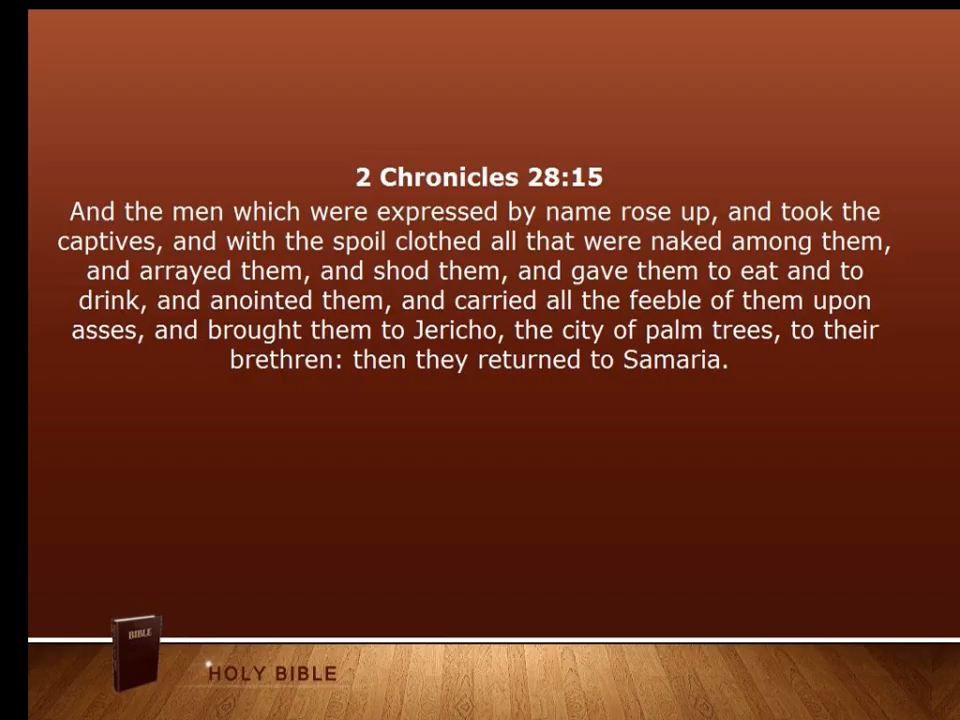 2 Chronicles 28:15
And the men which were expressed by name rose up, and took the
captives, and with the spoil clothed all that were naked among them,
and arrayed them, and shod them, and gave them to eat and to
drink, and anointed them, and carried all the feeble of them upon
asses, and brought them to Jericho, the city of palm trees, to their
brethren: then they returned to Samaria.
BIBLE
HOLY BIBLE